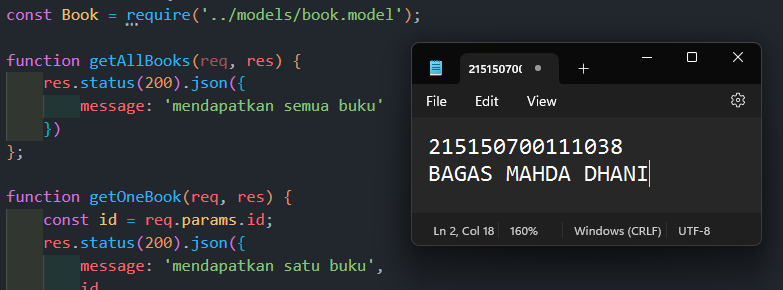 const Book = require('../models/book.model');
function getAllBooks(req, res) {
res.status(200).json({
message: 'mendapatkan semua buku'
})
};
function getOneBook(req, res) {
const id = req.params.id;
res.status(200).json({
message: 'mendapatkan satu buku',
id
215150700
File Edit View
215150700111038
BAGAS MAHDA DHANI
Ln 2, Col 18 160% Windows (CRLF) UTF-8